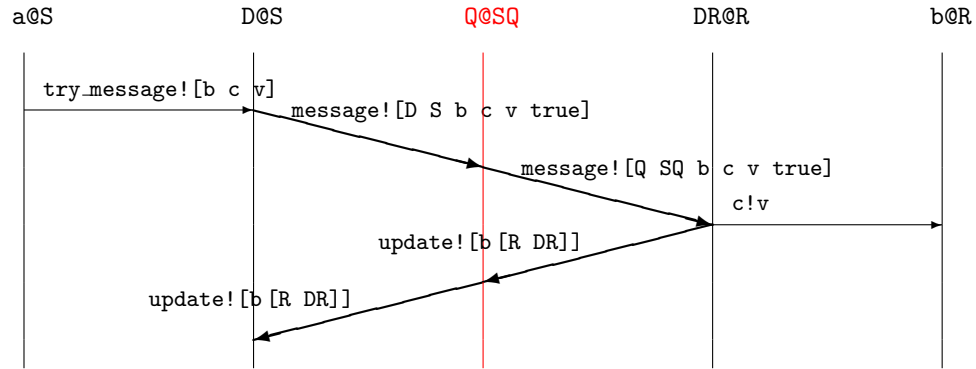 a@S D@S Q@SQ DR@R b@R
try_message![b c v]
message![D S b c v true]
message![Q SQ b c v true]
c!v
update![b [R DR]]
update![b [R DR]]